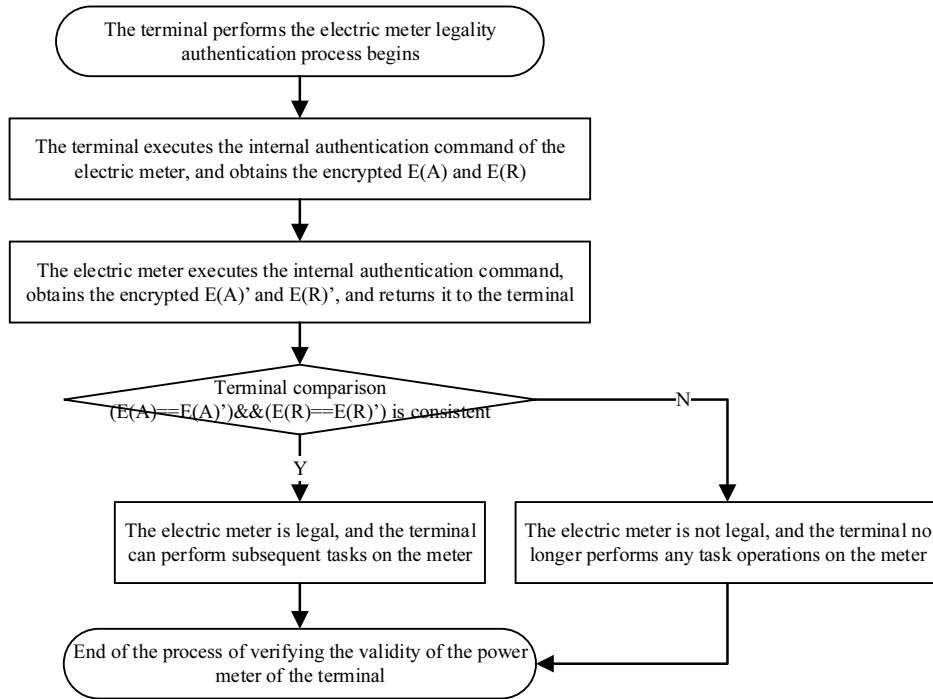 The terminal performs the electric meter legality
authentication process begins
The terminal executes the internal authentication command of the
electric meter, and obtains the encrypted E(A) and E(R)
The electric meter executes the internal authentication command,
obtains the encrypted E(A)’ and E(R)’, and returns it to the terminal
Terminal comparison
(E(A)==E(A)’)&&(E(R)==E(R)’) is consistent
N
Y
The electric meter is legal, and the terminal
can perform subsequent tasks on the meter
The electric meter is not legal, and the terminal no
longer performs any task operations on the meter
End of the process of verifying the validity of the power
meter of the terminal